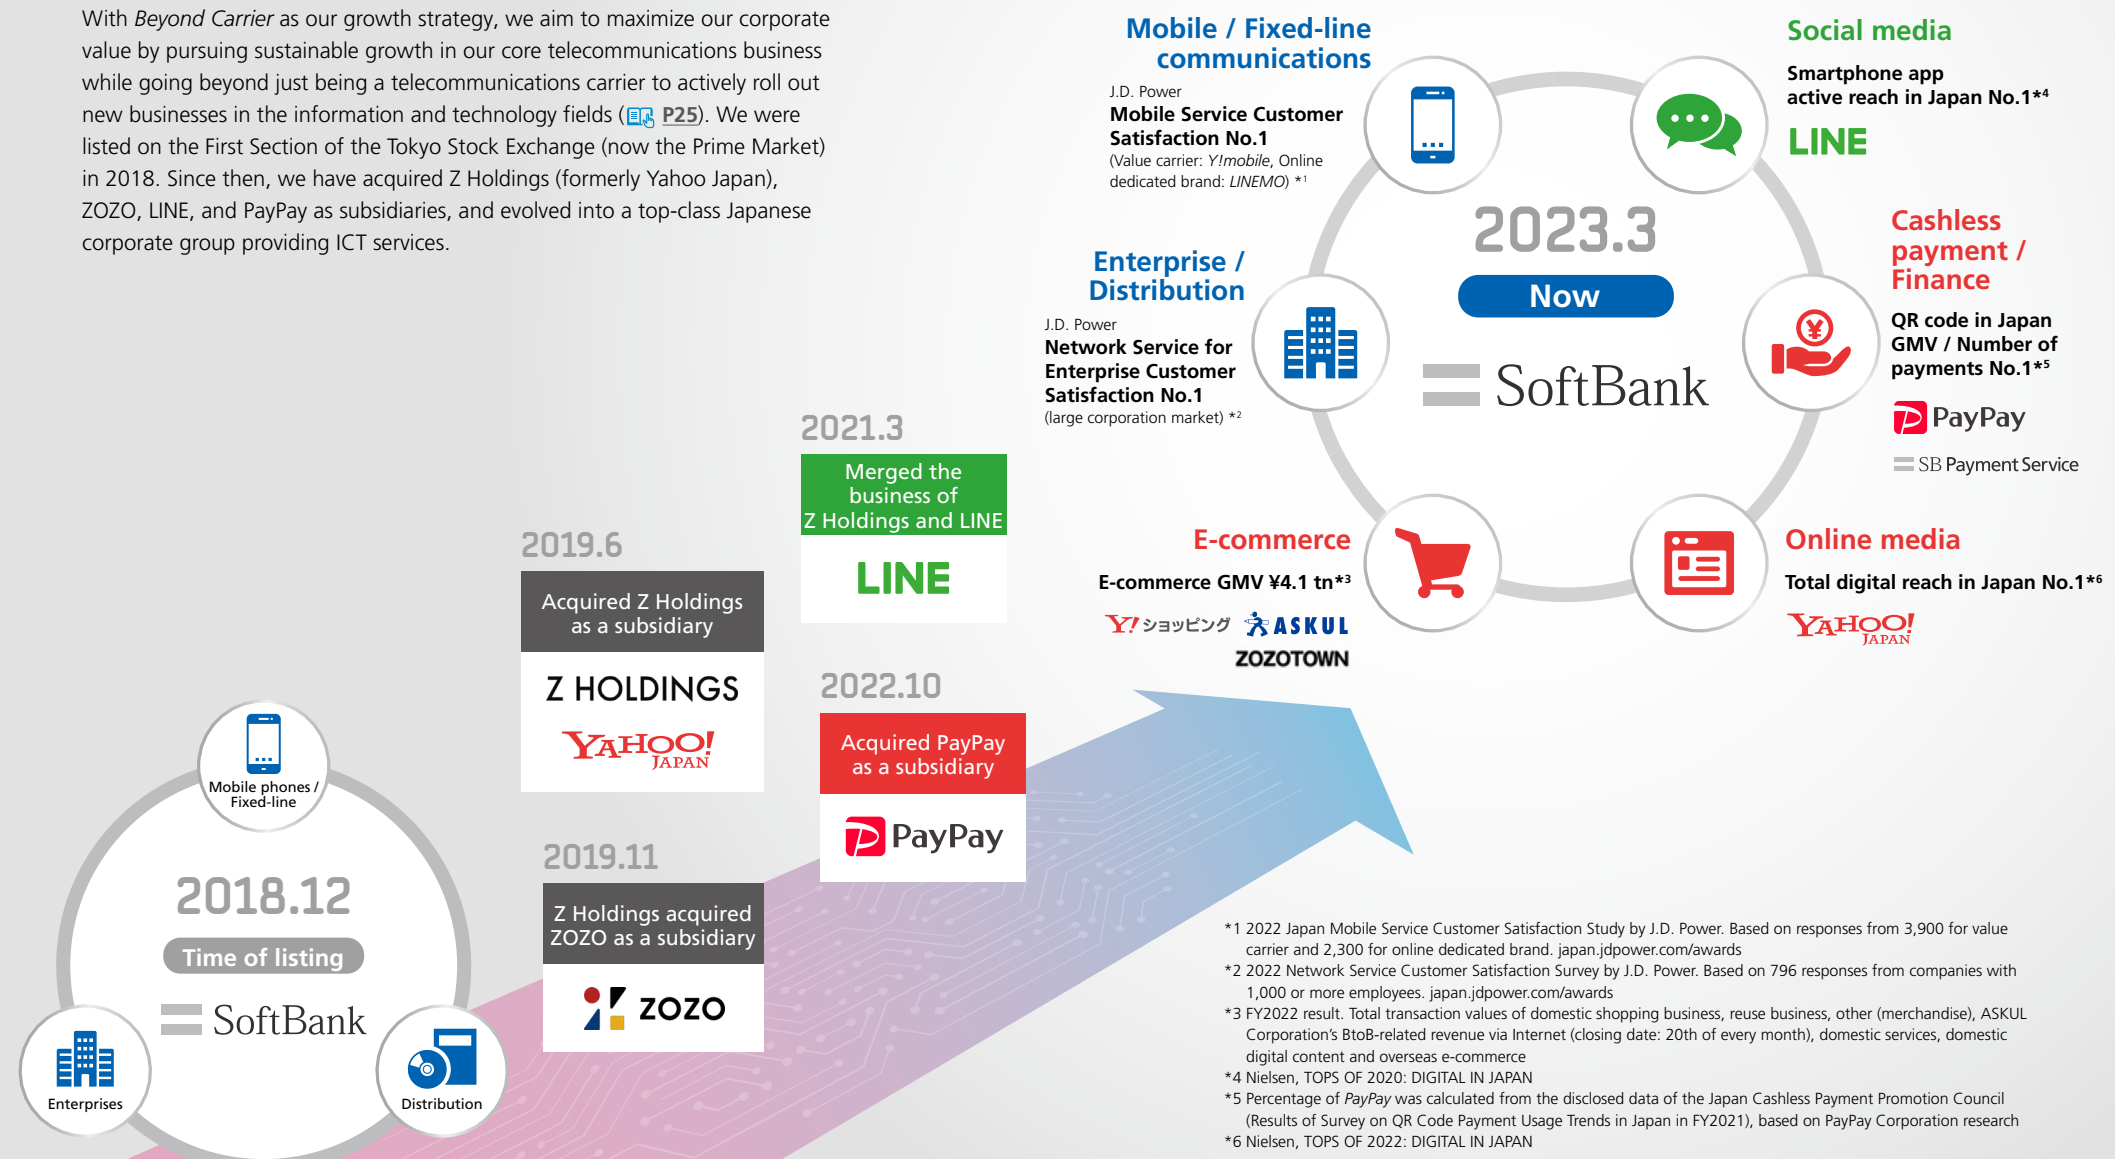 With Beyond Carrier as our growth strategy, we aim to maximize our corporate
value by pursuing sustainable growth in our core telecommunications business
while going beyond just being a telecommunications carrier to actively roll out
new businesses in the information and technology fields ( P25). We were
listed on the First Section of the Tokyo Stock Exchange (now the Prime Market)
in 2018. Since then, we have acquired Z Holdings (formerly Yahoo Japan),
ZOZO, LINE, and PayPay as subsidiaries, and evolved into a top-class Japanese
corporate group providing ICT services.
2018.12
Time of listing
SoftBank
Mobile phones /
Fixed-line
Enterprises
Distribution
2019.6
Acquired Z Holdings
as a subsidiary
Z HOLDINGS
YAHOO!
JAPAN
2019.11
Z Holdings acquired
ZOZO as a subsidiary
ZOZO
2021.3
Merged the
business of
Z Holdings and LINE
LINE
2022.10
Acquired PayPay
as a subsidiary
PayPay
2023.3
Now
SoftBank
Mobile / Fixed-line
communications
J.D. Power
Mobile Service Customer
Satisfaction No.1
(Value carrier: Y!mobile, Online
dedicated brand: LINEMO) *1
Enterprise /
Distribution
J.D. Power
Network Service for
Enterprise Customer
Satisfaction No.1
(large corporation market) *2
E-commerce
E-commerce GMV ¥4.1 tn*3
Y!ショッピング
ASKUL
ZOZOTOWN
Social media
Smartphone app
active reach in Japan No.1*4
LINE
Cashless
payment /
Finance
QR code in Japan
GMV / Number of
payments No.1*5
PayPay
SB Payment Service
Online media
Total digital reach in Japan No.1*6
YAHOO!
JAPAN
*1 2022 Japan Mobile Service Customer Satisfaction Study by J.D. Power. Based on responses from 3,900 for value
carrier and 2,300 for online dedicated brand. japan.jdpower.com/awards
*2 2022 Network Service Customer Satisfaction Survey by J.D. Power. Based on 796 responses from companies with
1,000 or more employees. japan.jdpower.com/awards
*3 FY2022 result. Total transaction values of domestic shopping business, reuse business, other (merchandise), ASKUL
Corporation's BtoB-related revenue via Internet (closing date: 20th of every month), domestic services, domestic
digital content and overseas e-commerce
*4 Nielsen, TOPS OF 2020: DIGITAL IN JAPAN
*5 Percentage of PayPay was calculated from the disclosed data of the Japan Cashless Payment Promotion Council
(Results of Survey on QR Code Payment Usage Trends in Japan in FY2021), based on PayPay Corporation research
*6 Nielsen, TOPS OF 2022: DIGITAL IN JAPAN